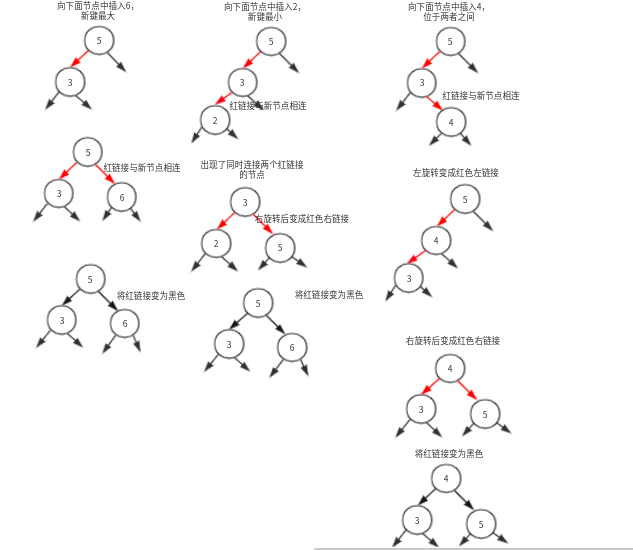 向下面节点中插入6，
新键最大
5
3
红链接与新节点相连
5
3
6
将红链接变为黑色
5
3
6
向下面节点中插入2，
新键最小
5
3
红链接与新节点相连
2
出现了同时连接两个红链接
的节点
3
右旋转后变成红色右链接
2
5
将红链接变为黑色
5
3
6
向下面节点中插入4，
位于两者之间
5
3
红链接与新节点相连
4
左旋转变成红色左链接
5
4
3
右旋转后变成红色右链接
4
3
5
将红链接变为黑色
4
3
5